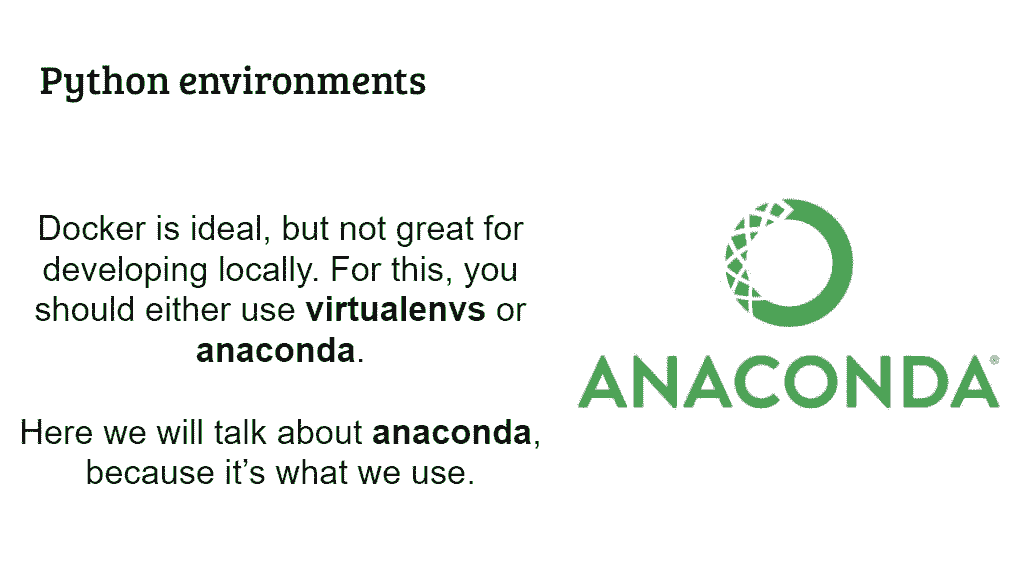 Python environments
Docker is ideal, but not great for
developing locally. For this, you
should either use virtualenvs or
anaconda.
Here we will talk about anaconda,
because it’s what we use.
ANACONDA®